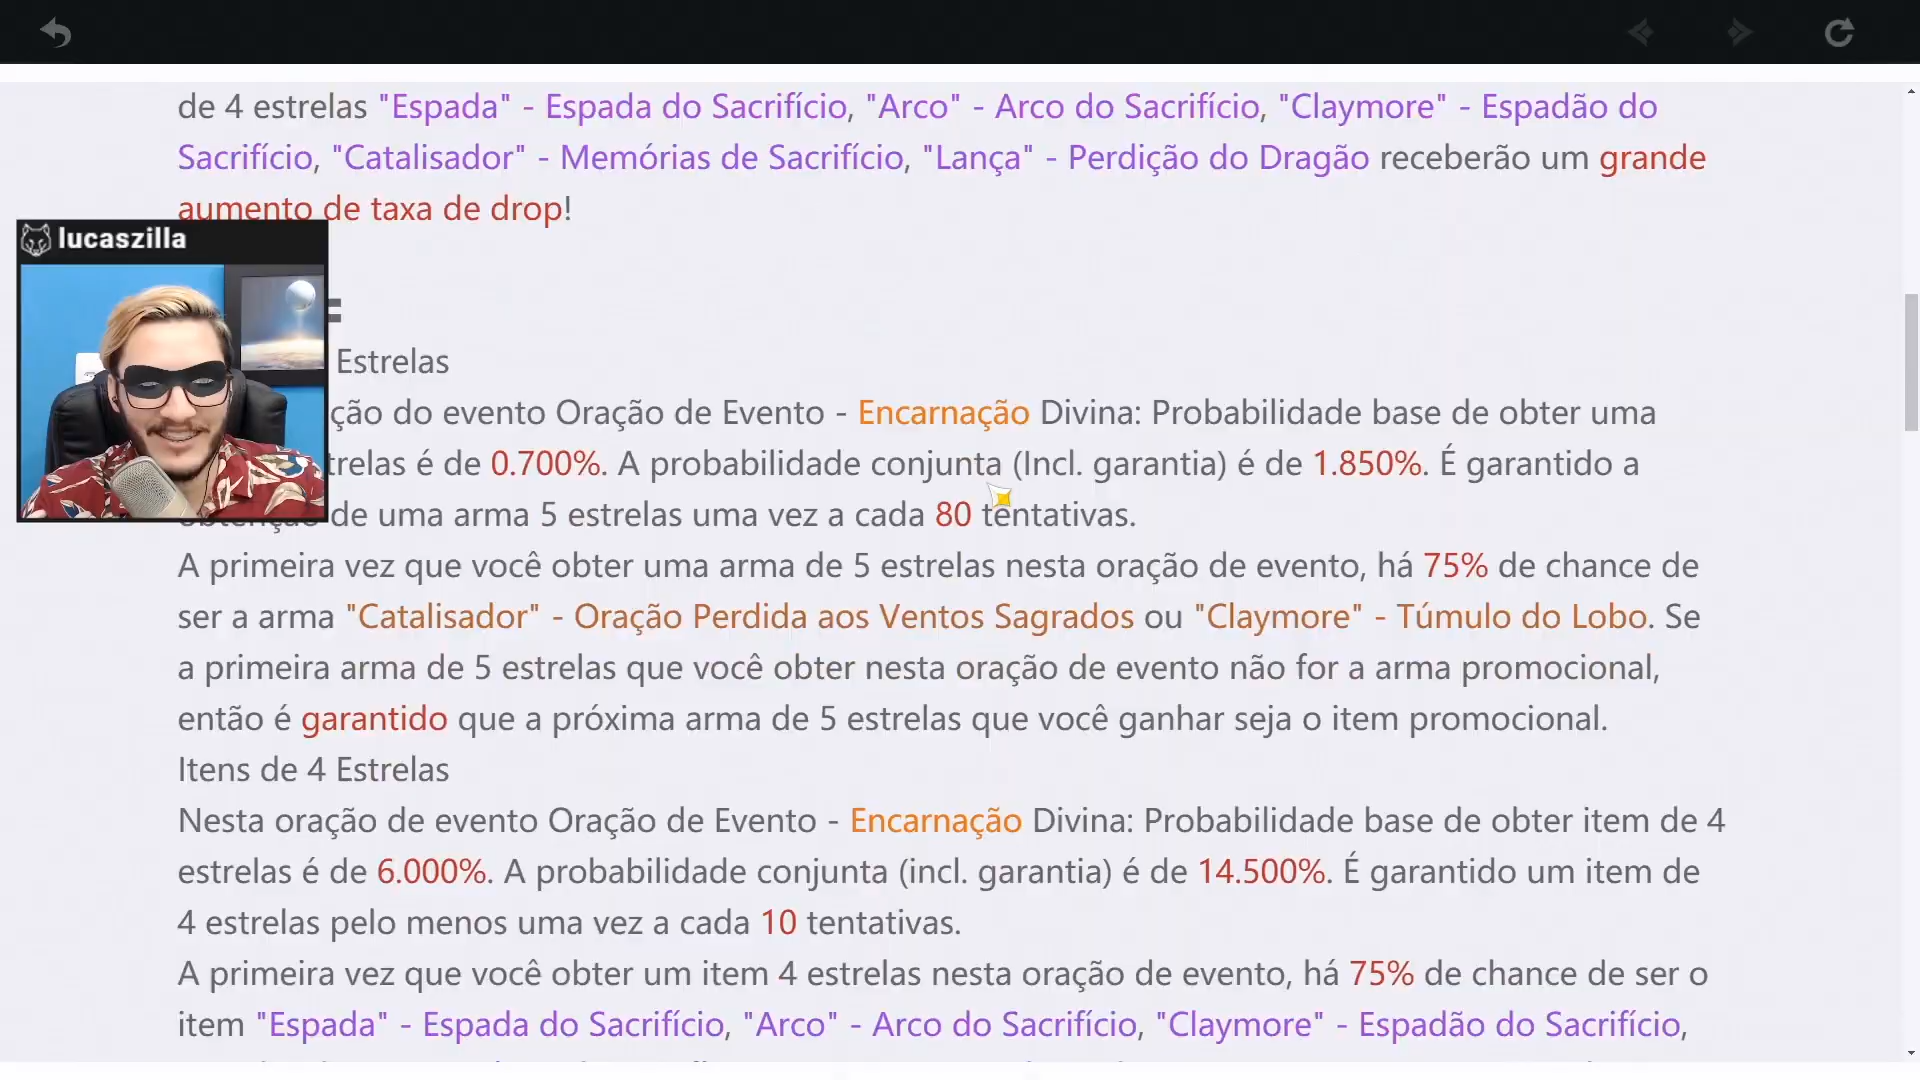 de 4 estrelas "Espada" - Espada do Sacrifício, "Arco" - Arco do Sacrifício, "Claymore" - Espadão do
Sacrifício, "Catalisador" - Memórias de Sacrifício, "Lança" - Perdição do Dragão receberão um grande
aumento de taxa de drop!
lucaszilla
Estrelas
ção do evento Oração de Evento - Encarnação Divina: Probabilidade base de obter uma
trelas é de 0.700%. A probabilidade conjunta (Incl. garantia) é de 1.850%. É garantido a
obtenção de uma arma 5 estrelas uma vez a cada 80 tentativas.
A primeira vez que você obter uma arma de 5 estrelas nesta oração de evento, há 75% de chance de
ser a arma "Catalisador" - Oração Perdida aos Ventos Sagrados ou "Claymore" - Túmulo do Lobo. Se
a primeira arma de 5 estrelas que você obter nesta oração de evento não for a arma promocional,
então é garantido que a próxima arma de 5 estrelas que você ganhar seja o item promocional.
Itens de 4 Estrelas
Nesta oração de evento Oração de Evento - Encarnação Divina: Probabilidade base de obter item de 4
estrelas é de 6.000%. A probabilidade conjunta (incl. garantia) é de 14.500%. É garantido um item de
4 estrelas pelo menos uma vez a cada 10 tentativas.
A primeira vez que você obter um item 4 estrelas nesta oração de evento, há 75% de chance de ser o
item "Espada" - Espada do Sacrifício, "Arco" - Arco do Sacrifício, "Claymore" - Espadão do Sacrifício,